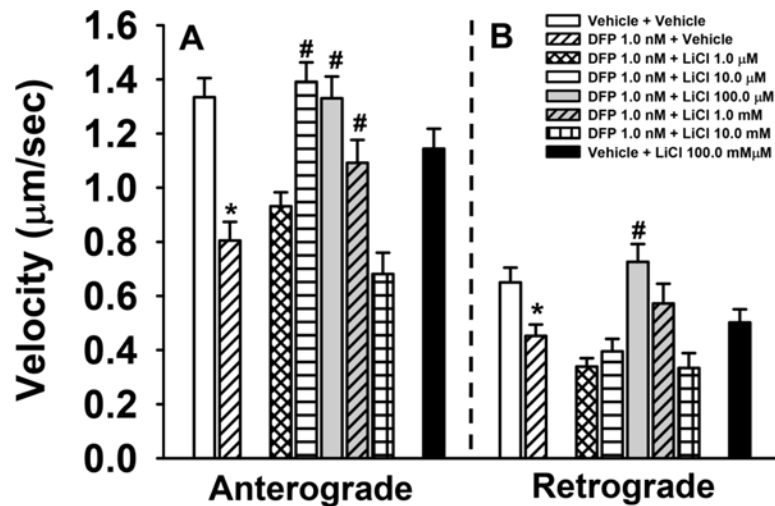 Velocity (μm/sec)
1.6
1.4
1.2
1.0
0.8
0.6
0.4
0.2
0.0
A
*
#
#
#
Anterograde
B
*
#
Retrograde
Vehicle + Vehicle
DFP 1.0 nM + Vehicle
DFP 1.0 nM + LiCl 1.0 μM
DFP 1.0 nM + LiCl 10.0 μM
DFP 1.0 nM + LiCl 100.0 μM
DFP 1.0 nM + LiCl 1.0 mM
DFP 1.0 nM + LiCl 10.0 mM
Vehicle + LiCl 100.0 mMμM